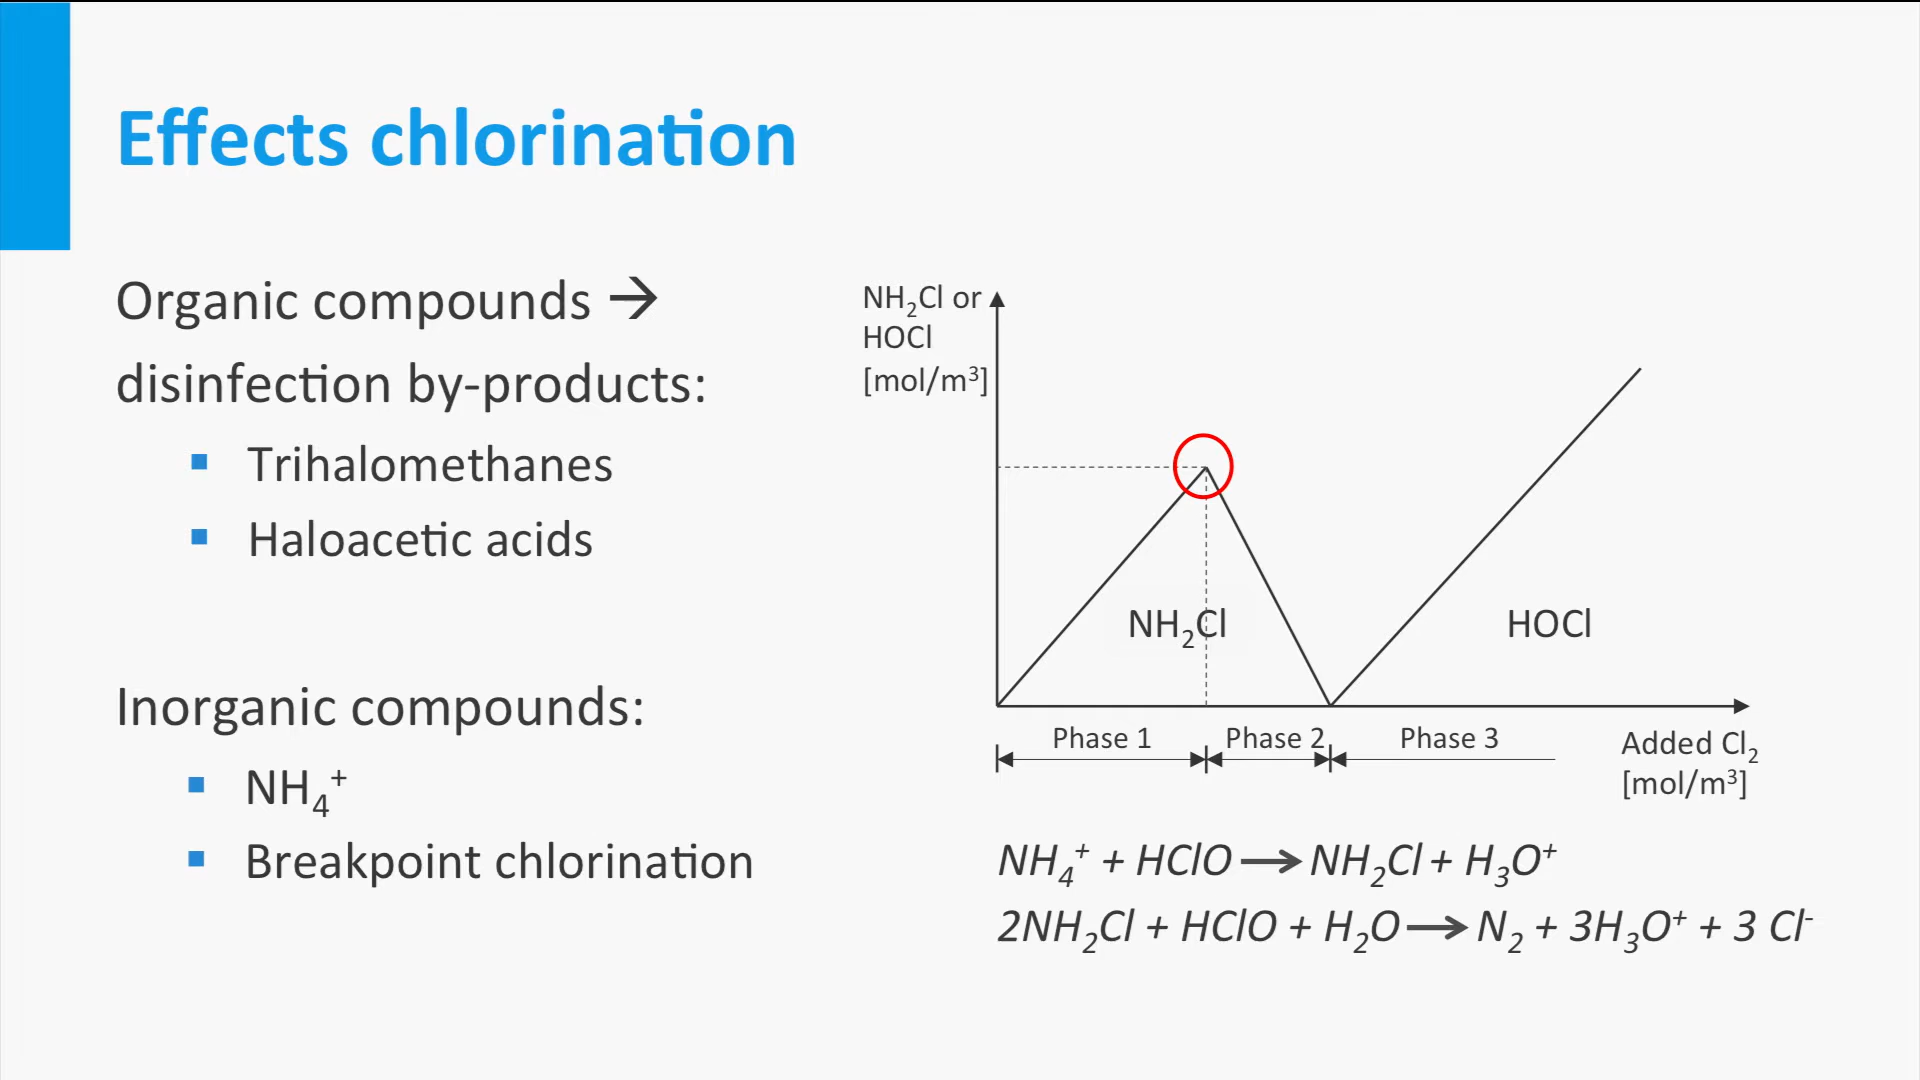 Effects chlorination
Organic compounds →
disinfection by-products:
▪ Trihalomethanes
▪ Haloacetic acids
Inorganic compounds:
▪ NH₄⁺
▪ Breakpoint chlorination
NH₂Cl or
HOCl
[mol/m³]
NH₂Cl
HOCl
Phase 1
Phase 2
Phase 3
Added Cl₂
[mol/m³]
NH₄⁺ + HClO → NH₂Cl + H₃O⁺
2NH₂Cl + HClO + H₂O → N₂ + 3H₃O⁺ + 3 Cl⁻